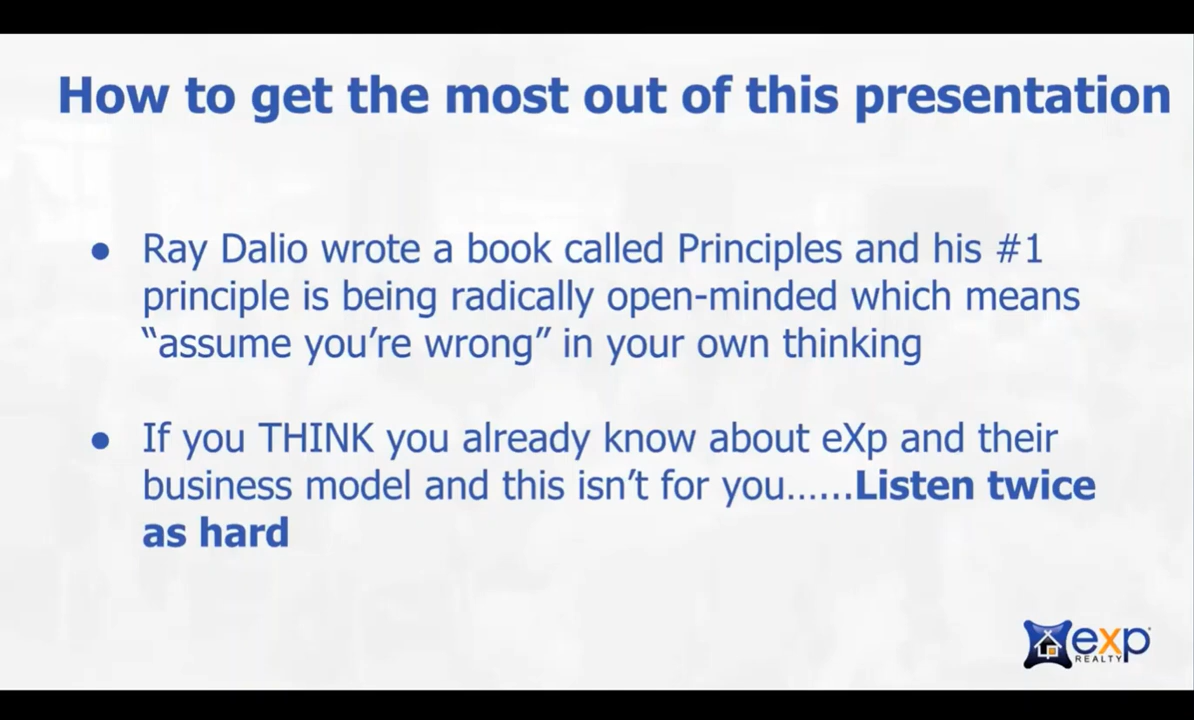 How to get the most out of this presentation
● Ray Dalio wrote a book called Principles and his #1
principle is being radically open-minded which means
“assume you’re wrong” in your own thinking
● If you THINK you already know about eXp and their
business model and this isn’t for you......Listen twice
as hard
exp
REALTY